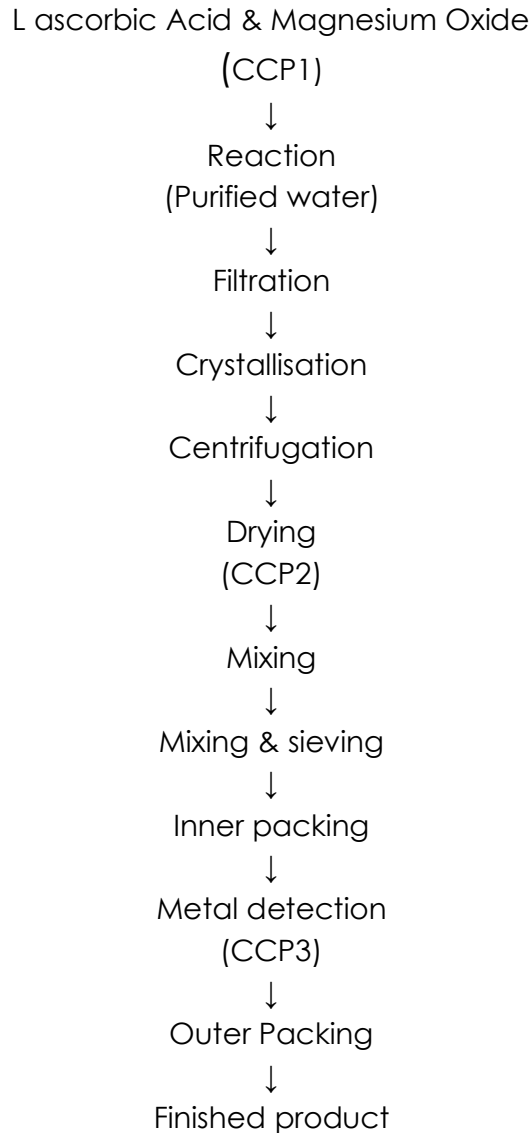 L ascorbic Acid & Magnesium Oxide
(CCP1)
↓
Reaction
(Purified water)
↓
Filtration
↓
Crystallisation
↓
Centrifugation
↓
Drying
(CCP2)
↓
Mixing
↓
Mixing & sieving
↓
Inner packing
↓
Metal detection
(CCP3)
↓
Outer Packing
↓
Finished product